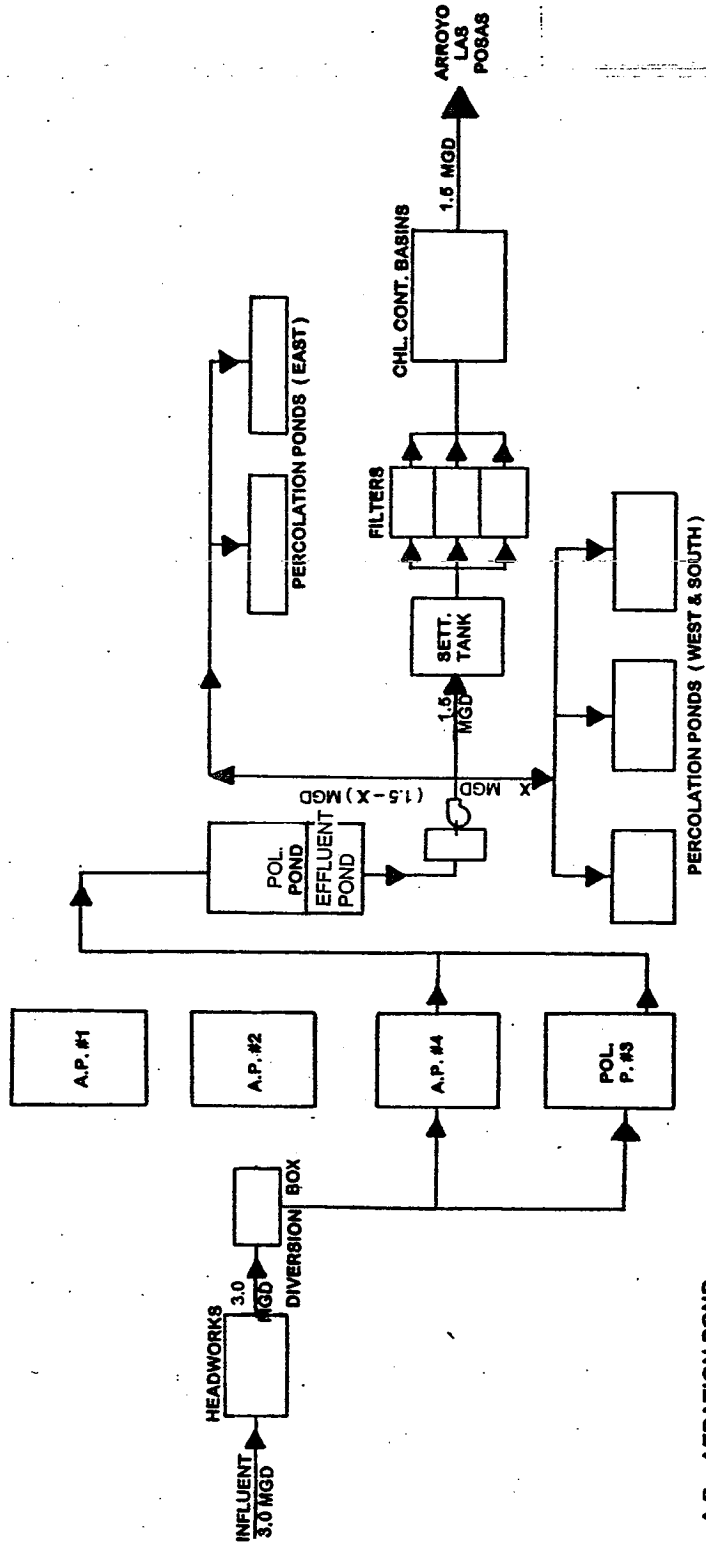 INFLUENT
3.0 MGD
HEADWORKS
3.0
MGD
DIVERSION BOX
A.P. #1
A.P. #2
A.P. #4
POL.
P. #3
POL.
POND
EFFLUENT
POND
(1.5 - X) MGD
X MGD
1.5
MGD
PERCOLATION PONDS ( EAST )
SETT.
TANK
FILTERS
CHL. CONT. BASINS
1.5 MGD
ARROYO
LAS
POSAS
PERCOLATION PONDS ( WEST & SOUTH )